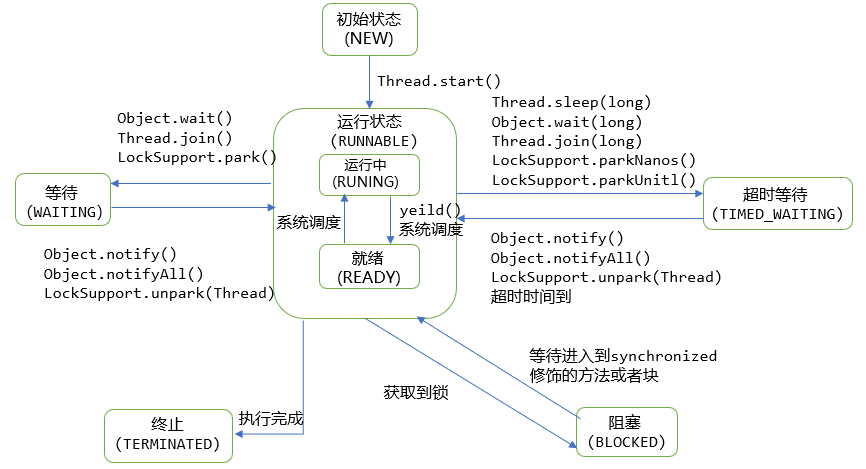 初始状态
(NEW)
Thread.start()
Object.wait()
Thread.join()
LockSupport.park()
运行状态
(RUNNABLE)
Thread.sleep(long)
Object.wait(long)
Thread.join(long)
LockSupport.parkNanos()
LockSupport.parkUnitl()
运行中
(RUNING)
等待
(WAITING)
超时等待
(TIMED_WAITING)
系统调度
yeild()
系统调度
就绪
(READY)
Object.notify()
Object.notifyAll()
LockSupport.unpark(Thread)
Object.notify()
Object.notifyAll()
LockSupport.unpark(Thread)
超时时间到
等待进入到synchronized
修饰的方法或者块
获取到锁
执行完成
终止
(TERMINATED)
阻塞
(BLOCKED)